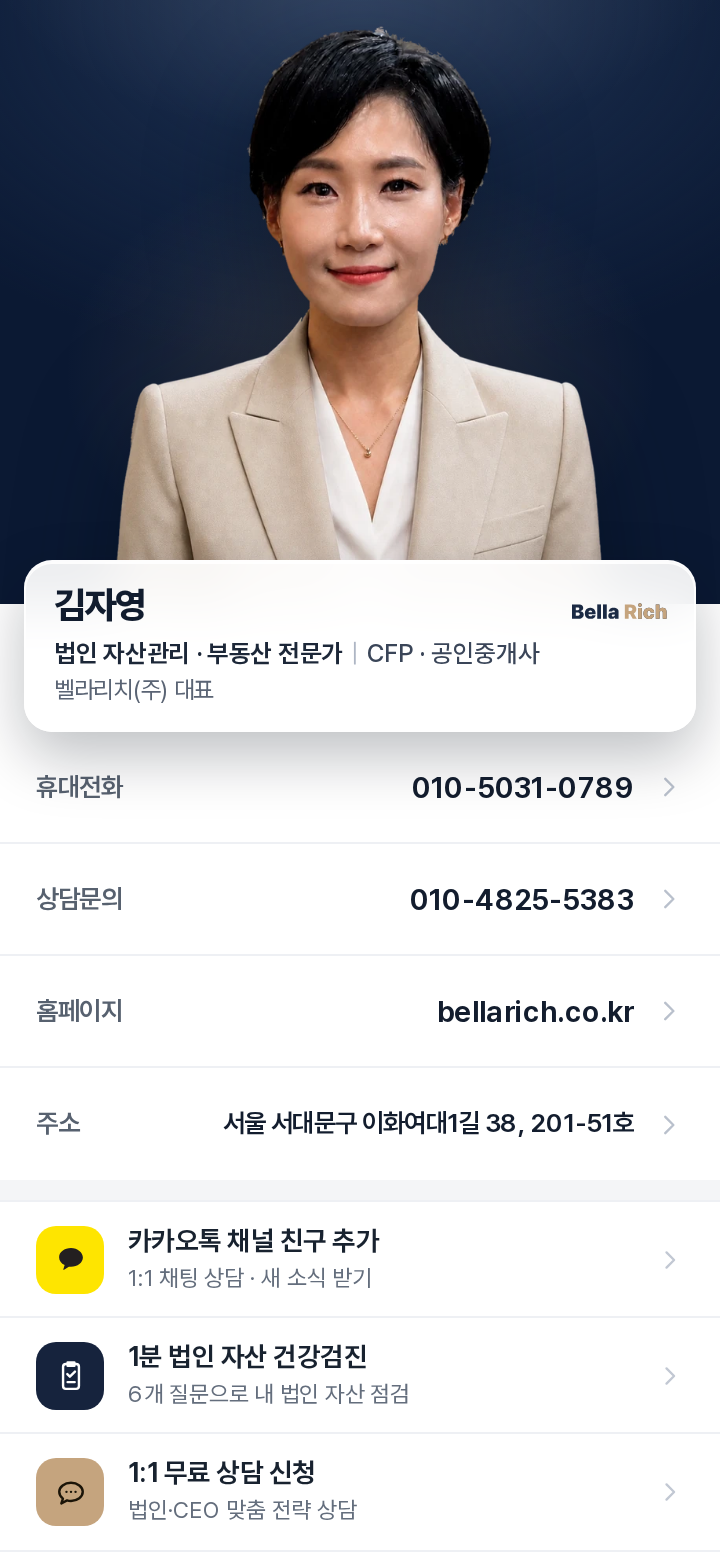 김자영
Bella Rich
법인 자산관리 · 부동산 전문가 | CFP · 공인중개사
벨라리치(주) 대표
휴대전화 010-5031-0789
상담문의 010-4825-5383
홈페이지 bellarich.co.kr
주소 서울 서대문구 이화여대1길 38, 201-51호
카카오톡 채널 친구 추가
1:1 채팅 상담 · 새 소식 받기
1분 법인 자산 건강검진
6개 질문으로 내 법인 자산 점검
1:1 무료 상담 신청
법인·CEO 맞춤 전략 상담